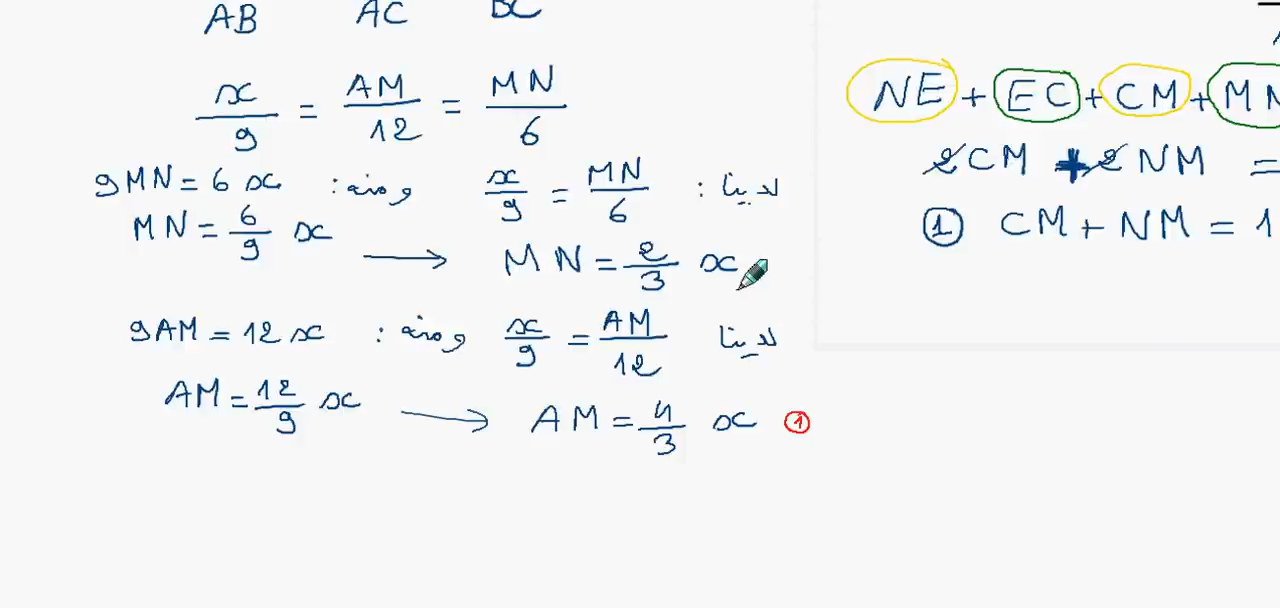 AB AC BC
x/9 = AM/12 = MN/6
لدينا : x/9 = MN/6 ومنه : 9MN = 6x
MN = 6/9 x → MN = 2/3 x
لدينا x/9 = AM/12 ومنه : 9AM = 12x
AM = 12/9 x → AM = 4/3 x ①
NE + EC + CM + MN
2CM + 2NM =
① CM + NM = 1